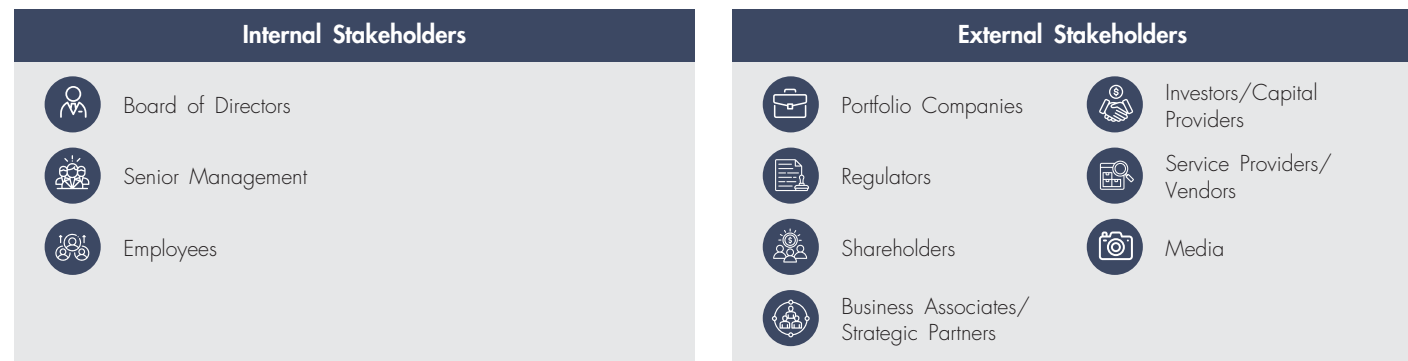 Internal Stakeholders
Board of Directors
Senior Management
Employees
External Stakeholders
Portfolio Companies
Regulators
Shareholders
Business Associates/
Strategic Partners
Investors/Capital
Providers
Service Providers/
Vendors
Media